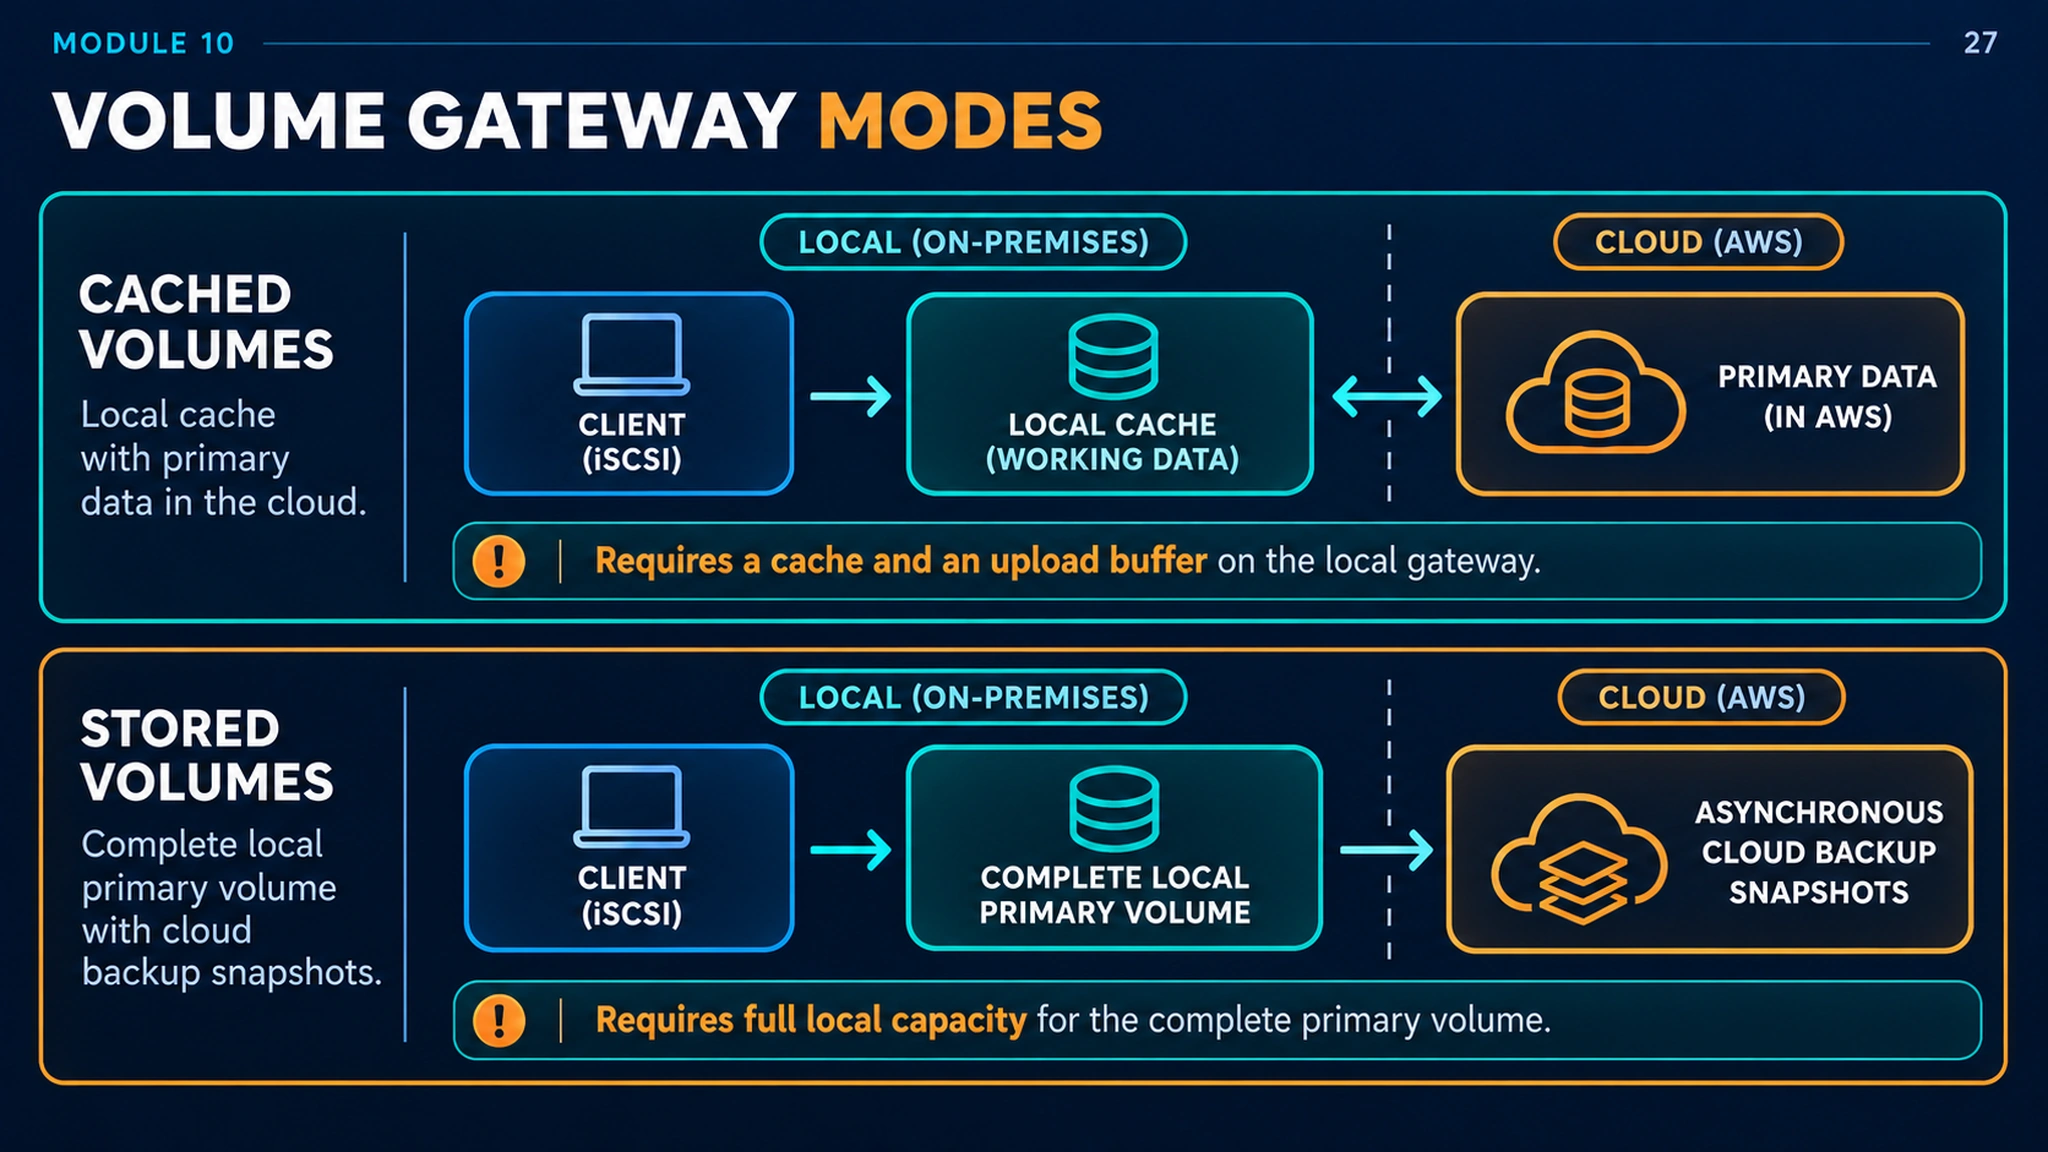 MODULE 10
27
VOLUME GATEWAY MODES
CACHED
VOLUMES
Local cache
with primary
data in the cloud.
LOCAL (ON-PREMISES)
CLOUD (AWS)
CLIENT
(iSCSI)
LOCAL CACHE
(WORKING DATA)
PRIMARY DATA
(IN AWS)
! Requires a cache and an upload buffer on the local gateway.
STORED
VOLUMES
Complete local
primary volume
with cloud
backup snapshots.
LOCAL (ON-PREMISES)
CLOUD (AWS)
CLIENT
(iSCSI)
COMPLETE LOCAL
PRIMARY VOLUME
ASYNCHRONOUS
CLOUD BACKUP
SNAPSHOTS
! Requires full local capacity for the complete primary volume.